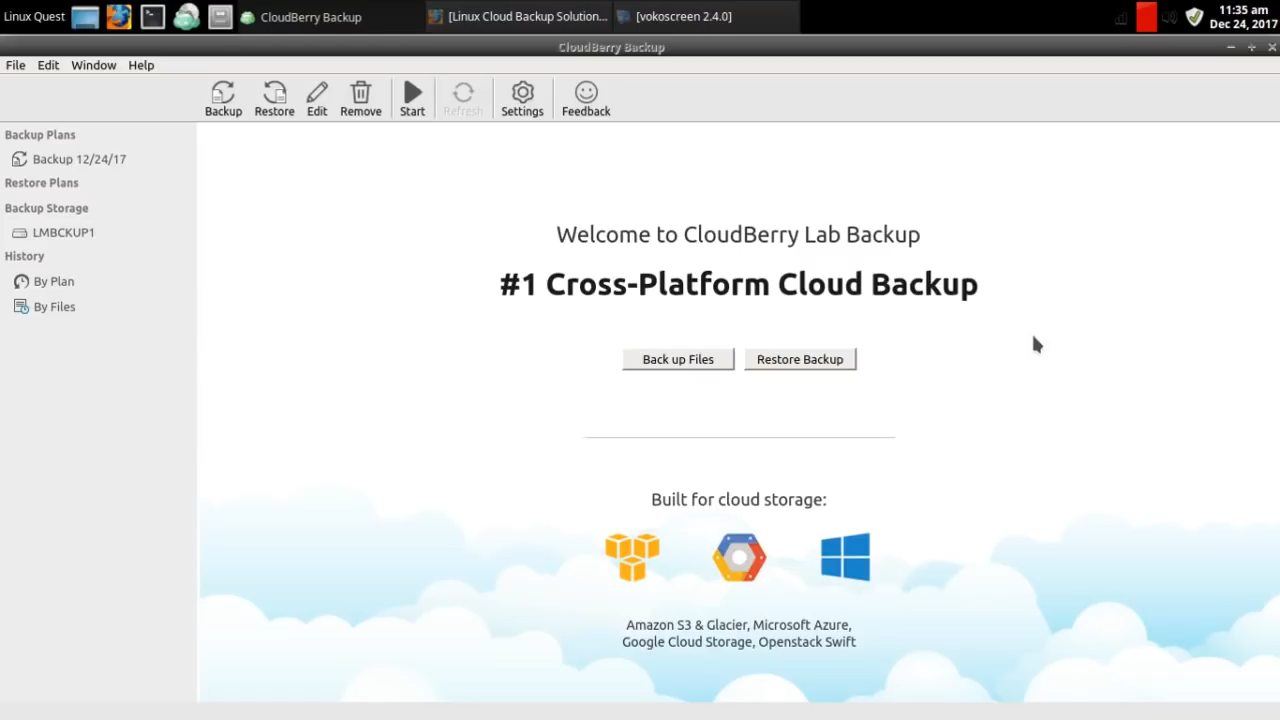 Linux Quest
CloudBerry Backup
[Linux Cloud Backup Solution...
[vokoscreen 2.4.0]
11:35 am
Dec 24, 2017
CloudBerry Backup
File Edit Window Help
Backup Restore Edit Remove Start Refresh Settings Feedback
Backup Plans
Backup 12/24/17
Restore Plans
Backup Storage
LMBCKUP1
History
By Plan
By Files
Welcome to CloudBerry Lab Backup
#1 Cross-Platform Cloud Backup
Back up Files Restore Backup
Built for cloud storage:
Amazon S3 & Glacier, Microsoft Azure,
Google Cloud Storage, Openstack Swift